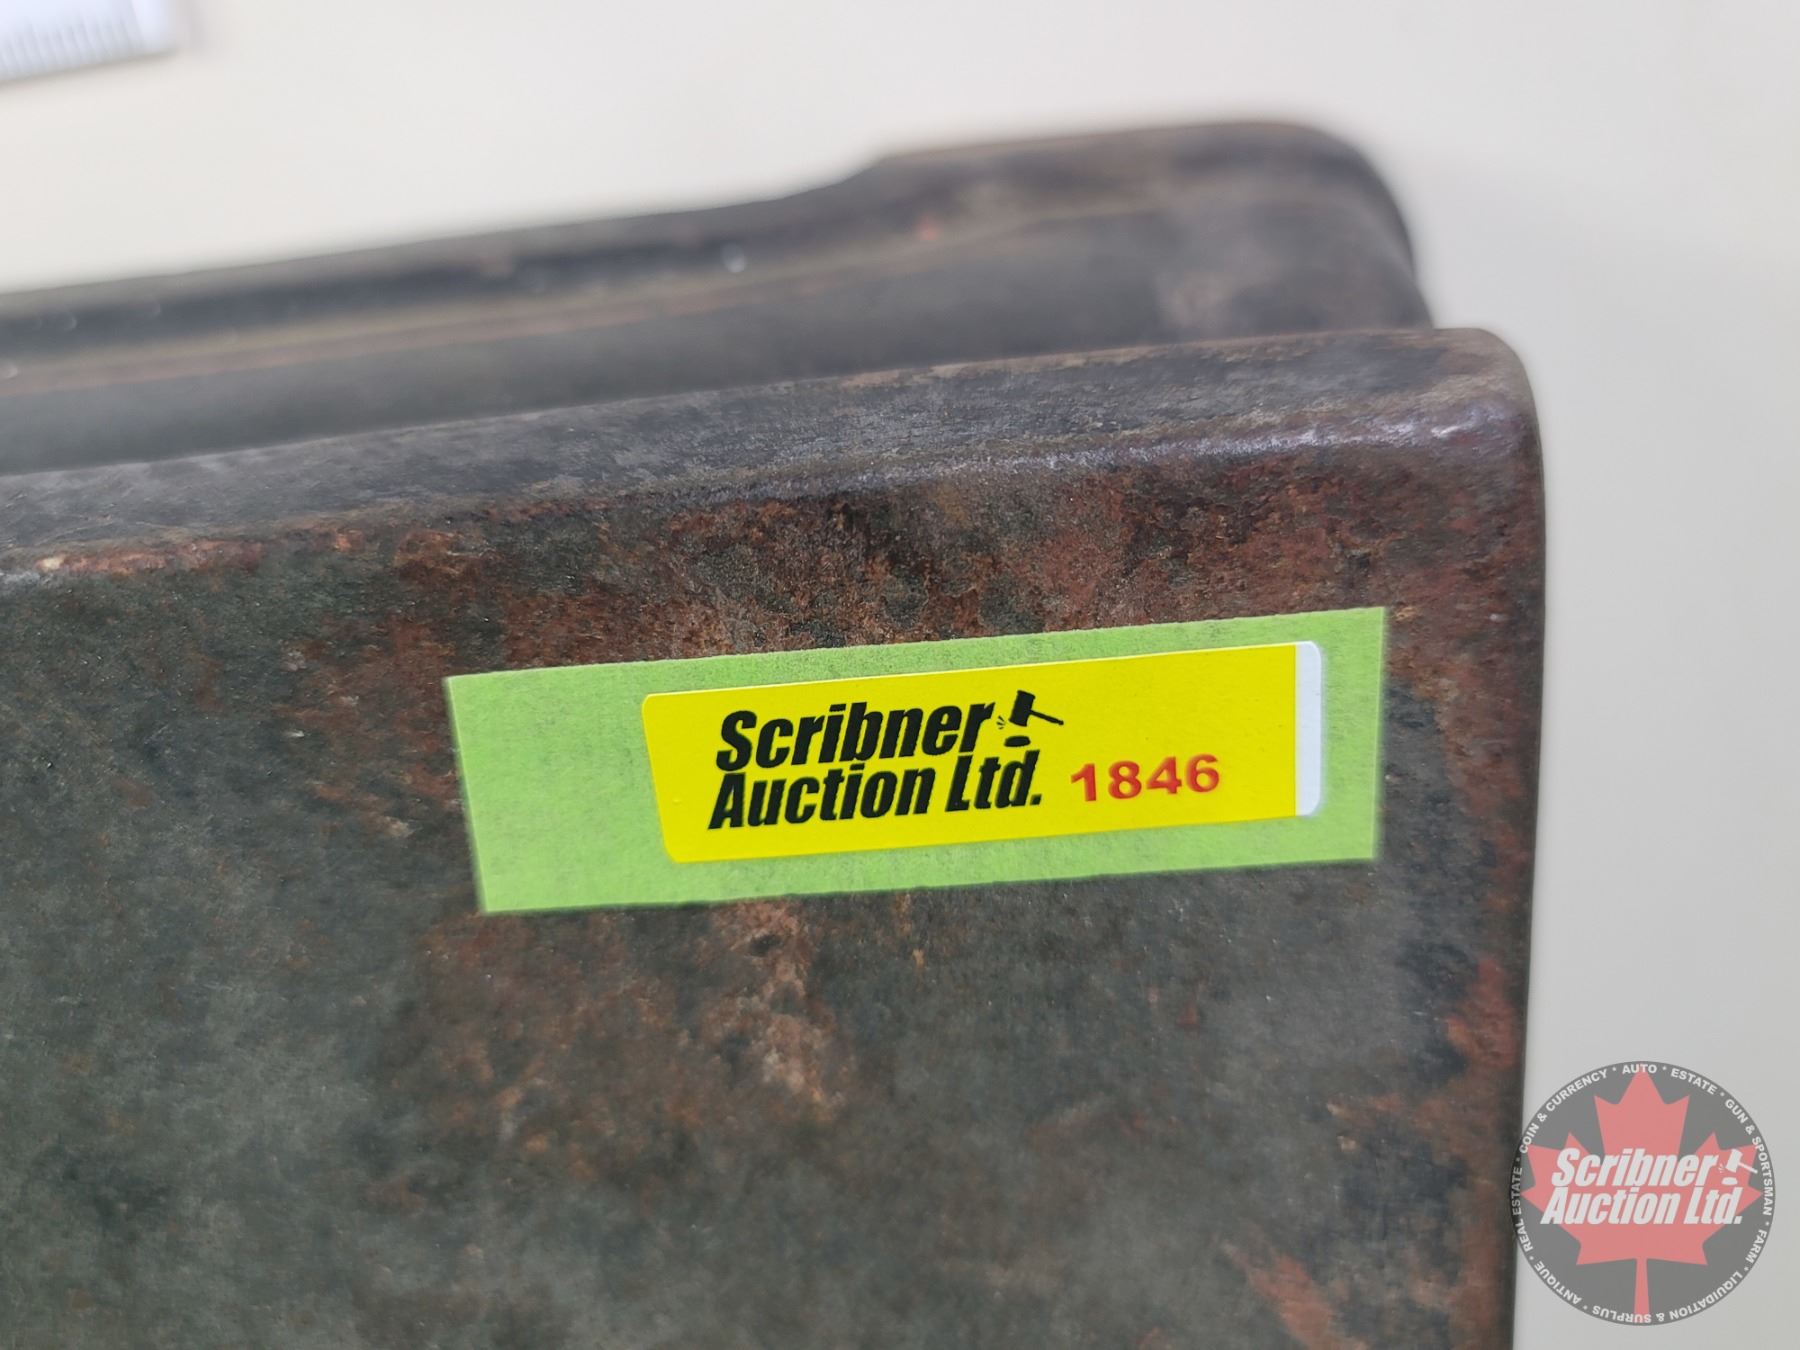 Scribner
Auction Ltd. 1846
COIN & CURRENCY • AUTO • ESTATE • GUN & SPORTSMAN • FARM • LIQUIDATION & SURPLUS • ANTIQUE • REAL ESTATE •
Scribner
Auction Ltd.